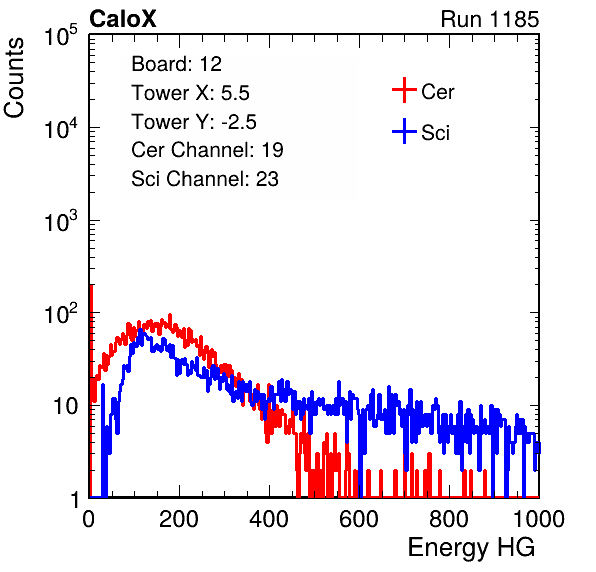 CaloX Run 1185
Counts
Board: 12
Tower X: 5.5
Tower Y: -2.5
Cer Channel: 19
Sci Channel: 23
Cer
Sci
10^5
10^4
10^3
10^2
10
1
0 200 400 600 800 1000
Energy HG